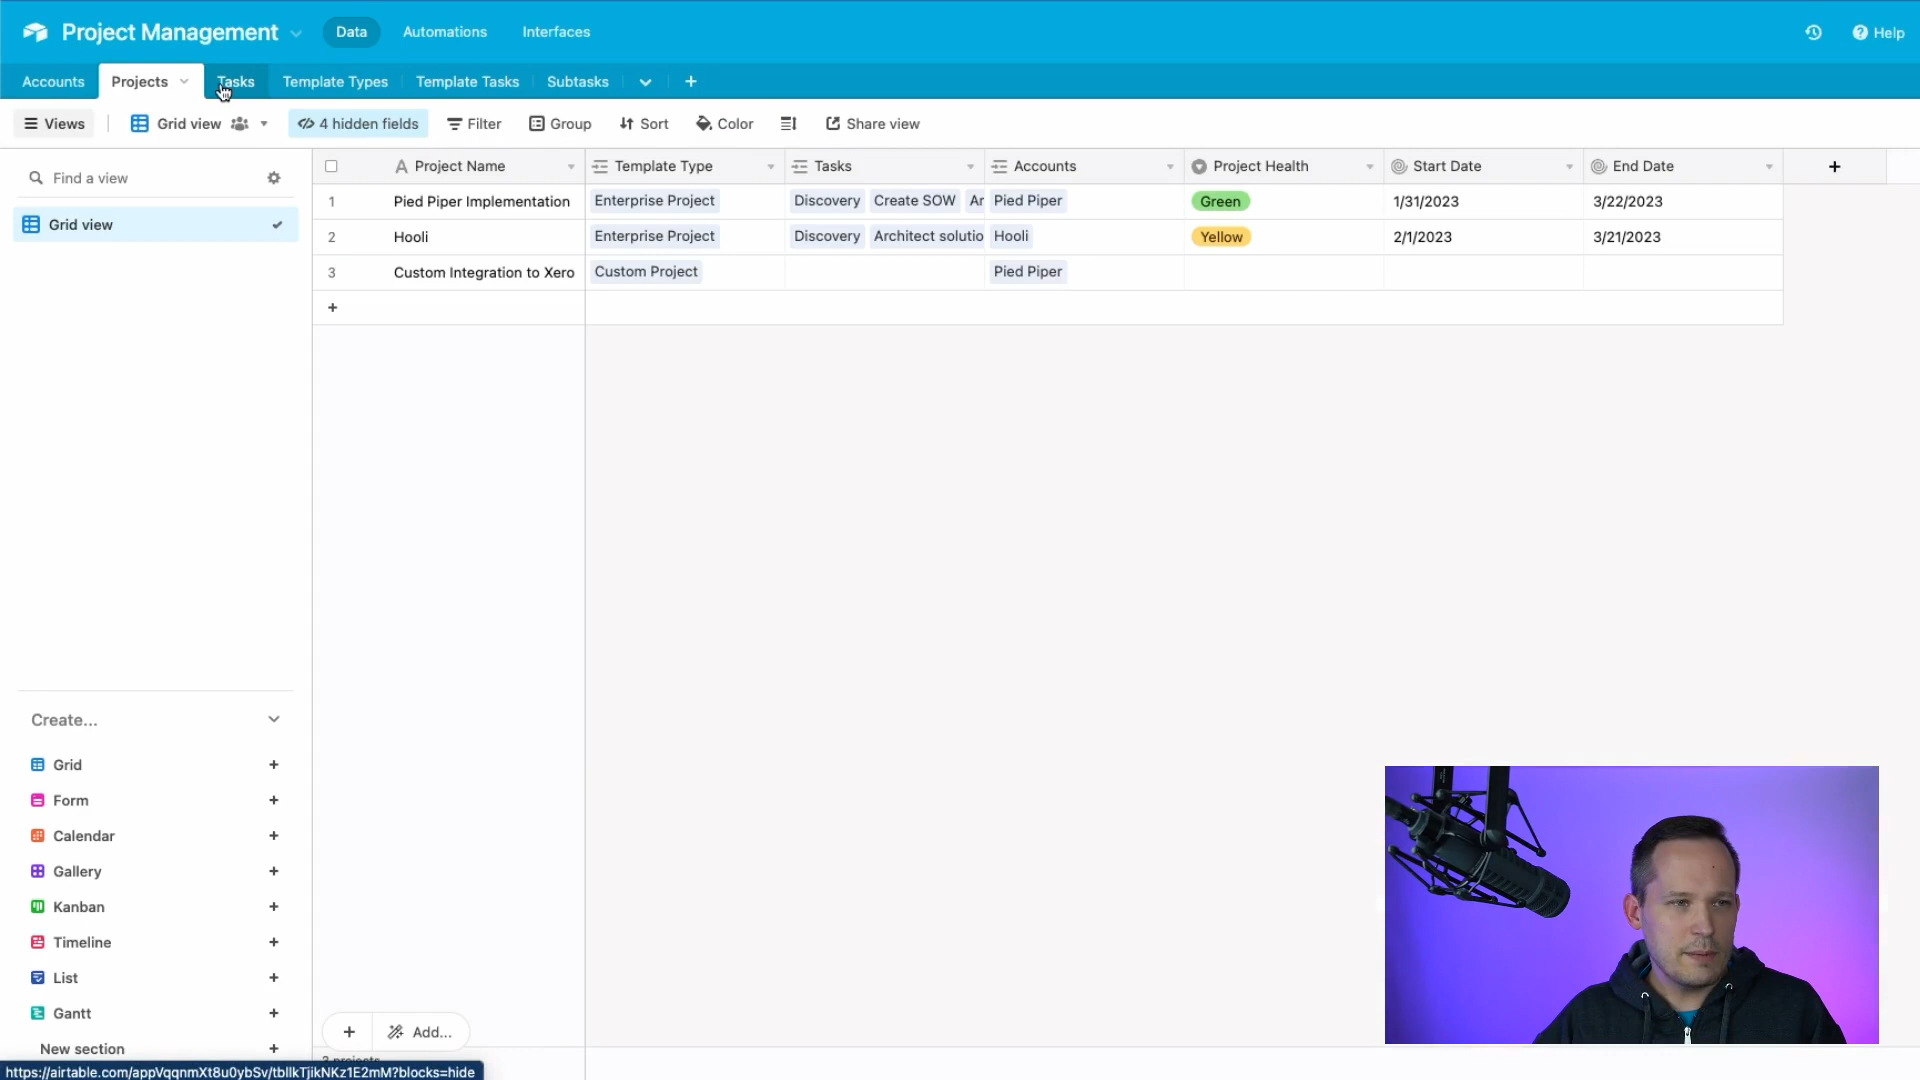 Project Management
Data
Automations
Interfaces
Help
Accounts
Projects
Tasks
Template Types
Template Tasks
Subtasks
Views
Grid view
4 hidden fields
Filter
Group
Sort
Color
Share view
Find a view
Grid view
Project Name
Template Type
Tasks
Accounts
Project Health
Start Date
End Date
1 Pied Piper Implementation Enterprise Project Discovery Create SOW Ar Pied Piper Green 1/31/2023 3/22/2023
2 Hooli Enterprise Project Discovery Architect solutio Hooli Yellow 2/1/2023 3/21/2023
3 Custom Integration to Xero Custom Project Pied Piper
Create...
Grid
Form
Calendar
Gallery
Kanban
Timeline
List
Gantt
New section
Add...
3 projects
https://airtable.com/appVqqnmXt8u0ybSv/tbllkTjikNKz1E2mM?blocks=hide